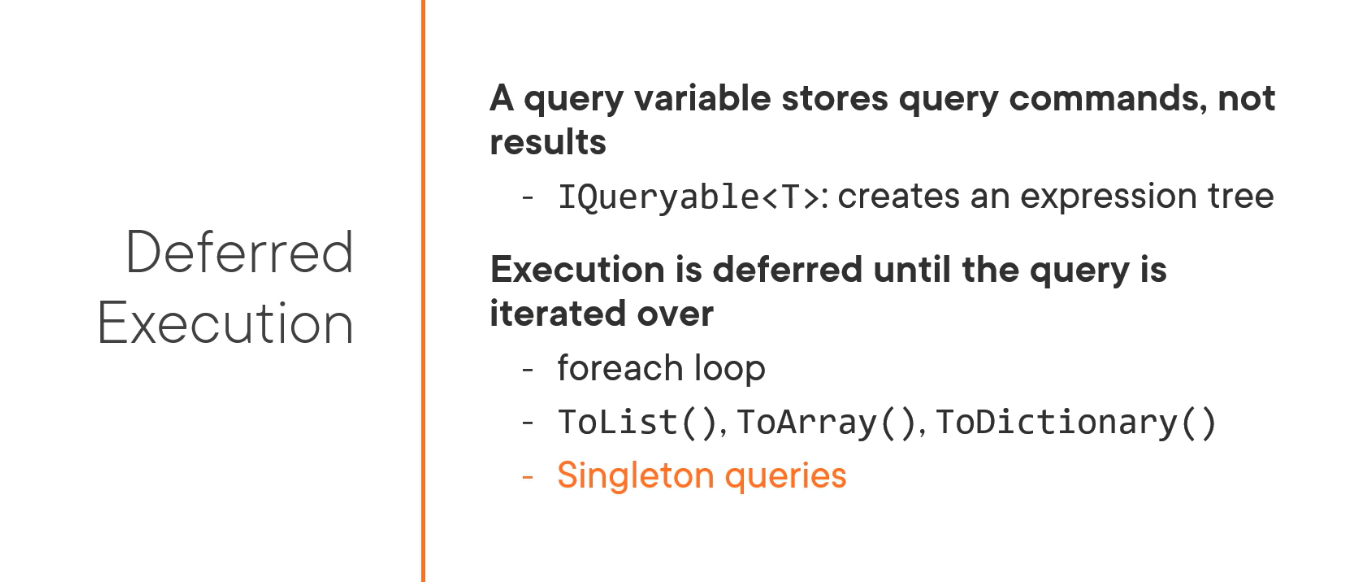 Deferred
Execution
A query variable stores query commands, not
results
- IQueryable<T>: creates an expression tree
Execution is deferred until the query is
iterated over
- foreach loop
- ToList(), ToArray(), ToDictionary()
- Singleton queries